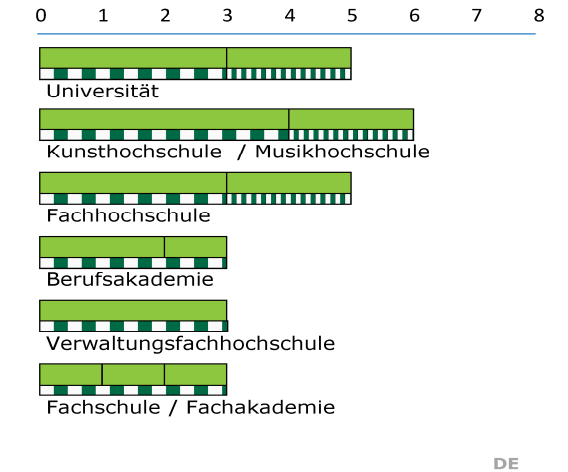 0 1 2 3 4 5 6 7 8
Universität
Kunsthochschule / Musikhochschule
Fachhochschule
Berufsakademie
Verwaltungsfachhochschule
Fachschule / Fachakademie
DE